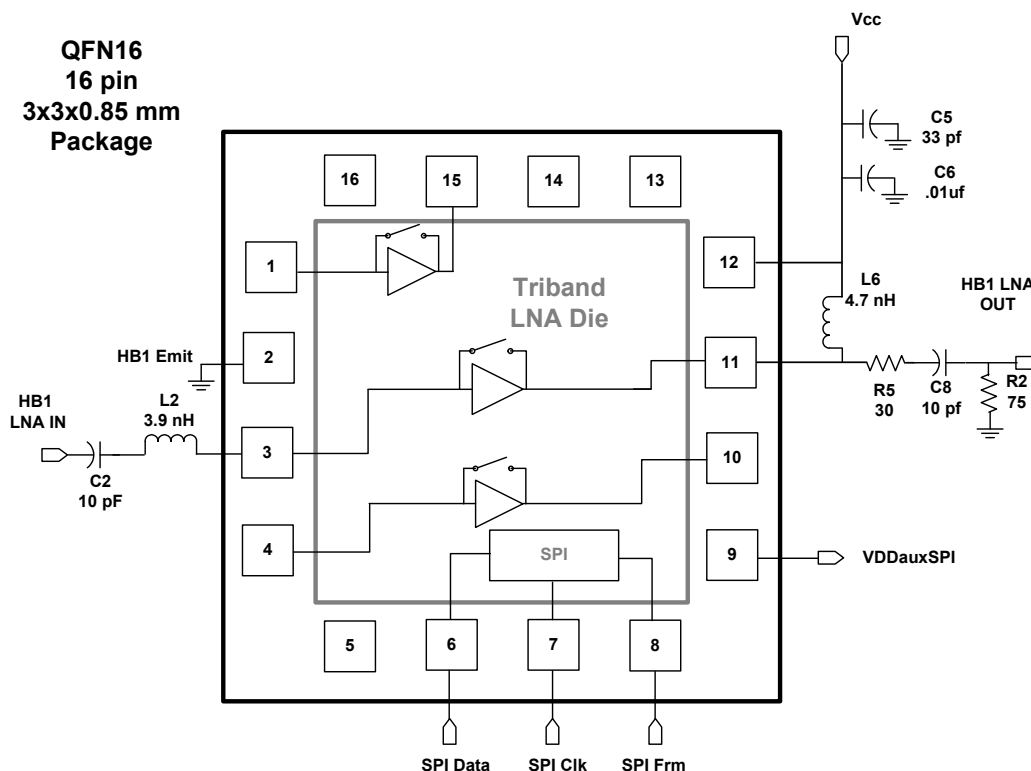 QFN16
16 pin
3x3x0.85 mm
Package
Vcc
C5
33 pf
C6
.01uf
16
15
14
13
1
12
Triband
LNA Die
L6
4.7 nH
HB1 LNA
OUT
HB1 Emit
2
11
R5
30
C8
10 pf
R2
75
HB1
LNA IN
L2
3.9 nH
3
10
C2
10 pF
4
SPI
9
VDDauxSPI
5
6
7
8
SPI Data
SPI Clk
SPI Frm